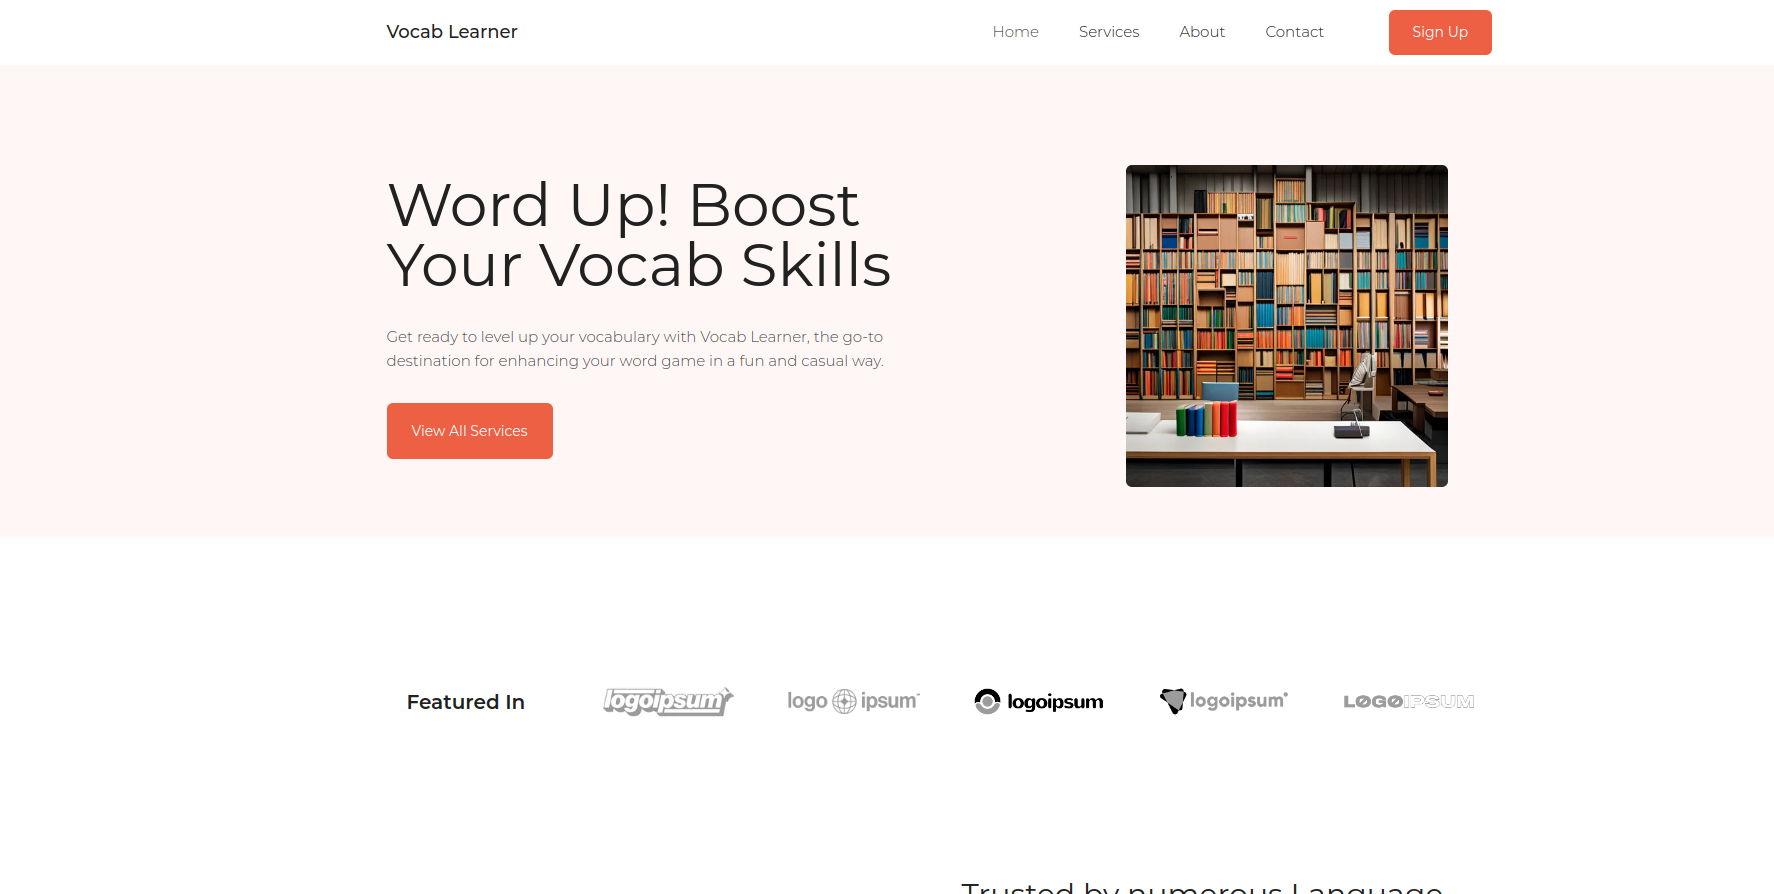 Vocab Learner
Home
Services
About
Contact
Sign Up
Word Up! Boost
Your Vocab Skills
Get ready to level up your vocabulary with Vocab Learner, the go-to
destination for enhancing your word game in a fun and casual way.
View All Services
Featured In
logoipsum
logo ipsum
logoipsum
logoipsum
LOGOIPSUM
Trusted by numerous Language